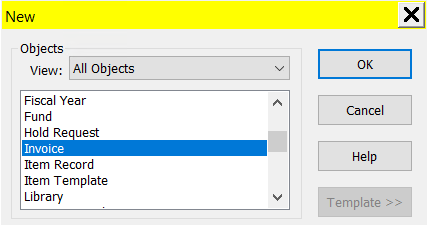 New
Objects
View: All Objects
OK
Fiscal Year
Fund
Cancel
Hold Request
Invoice
Help
Item Record
Item Template
Library
Template >>